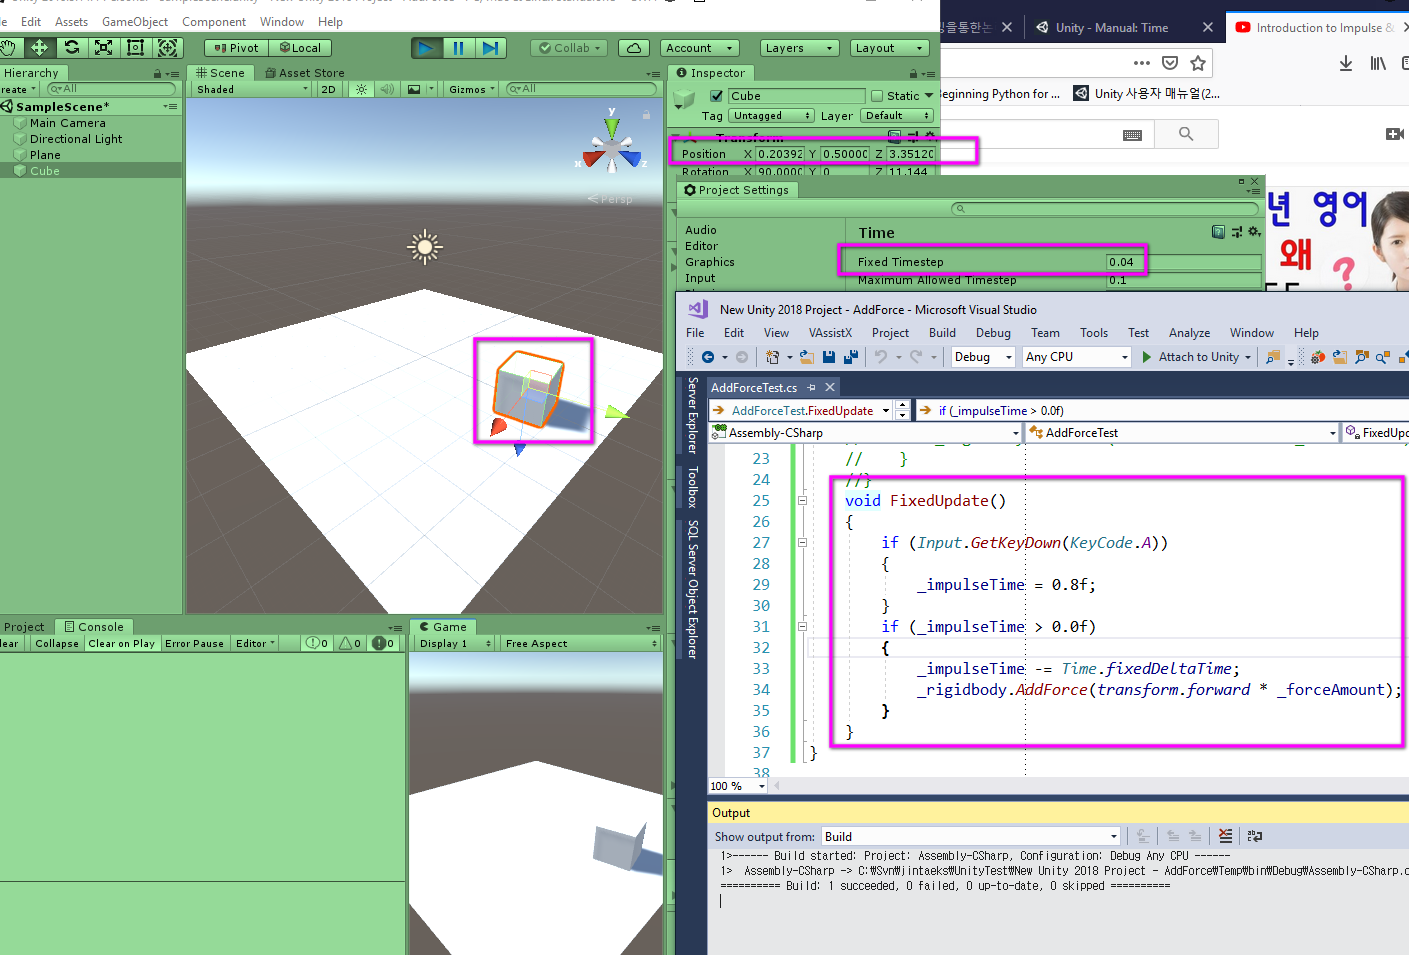 Edit Assets GameObject Component Window Help
Pivot Local Collab Account Layers Layout
Hierarchy
Scene Asset Store
Inspector
All
Shaded 2D Gizmos All
SampleScene*
Main Camera
Directional Light
Plane
Cube
y
x
z
Persp
Cube Static
Tag Untagged Layer Default
Transform
Position X 0.20392 Y 0.50000 Z 3.35120
Rotation X 90.0000 Y 0 Z 11.144
Project Settings
Audio
Editor
Graphics
Input
Time
Fixed Timestep 0.04
Maximum Allowed Timestep 0.1
Unity - Manual: Time
Introduction to Impulse &
Beginning Python for ... Unity 사용자 매뉴얼(2...
년 영어
왜
?
New Unity 2018 Project - AddForce - Microsoft Visual Studio
File Edit View VAssistX Project Build Debug Team Tools Test Analyze Window Help
Debug Any CPU Attach to Unity
Server Explorer
Toolbox
SQL Server Object Explorer
AddForceTest.cs
AddForceTest.FixedUpdate if (_impulseTime > 0.0f)
Assembly-CSharp AddForceTest FixedUpd
23 // }
24 //}
25 void FixedUpdate()
26 {
27 if (Input.GetKeyDown(KeyCode.A))
28 {
29 _impulseTime = 0.8f;
30 }
31 if (_impulseTime > 0.0f)
32 {
33 _impulseTime -= Time.fixedDeltaTime;
34 _rigidbody.AddForce(transform.forward * _forceAmount);
35 }
36 }
37 }
38
100 %
Output
Show output from: Build
1>------ Build started: Project: Assembly-CSharp, Configuration: Debug Any CPU ------
1> Assembly-CSharp -> C:₩Svn₩jintaeks₩UnityTest₩New Unity 2018 Project - AddForce₩Temp₩bin₩Debug₩Assembly-CSharp.
========== Build: 1 succeeded, 0 failed, 0 up-to-date, 0 skipped ==========
Project Console
Collapse Clear on Play Error Pause Editor 0 0 0
Game
Display 1 Free Aspect